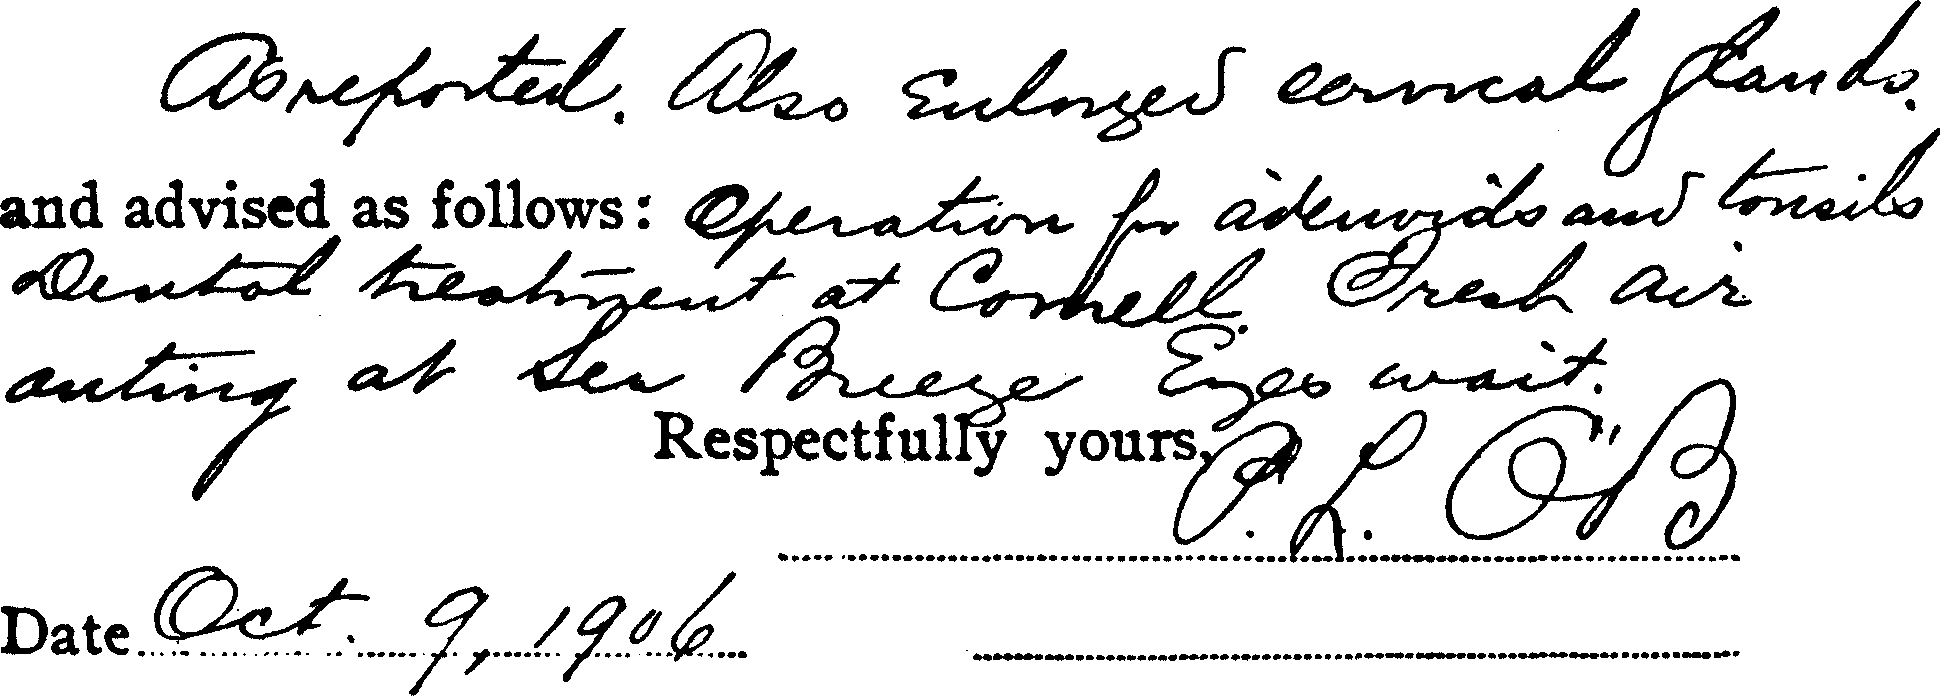 As reported. Also Enlarged cervical glands.
and advised as follows: Operation for adenoids and tonsils
Dental treatment at Cornell. Fresh air
outing at Sea Breeze Eyes wait.
Respectfully yours,
P. L. O'B
Date Oct. 9, 1906